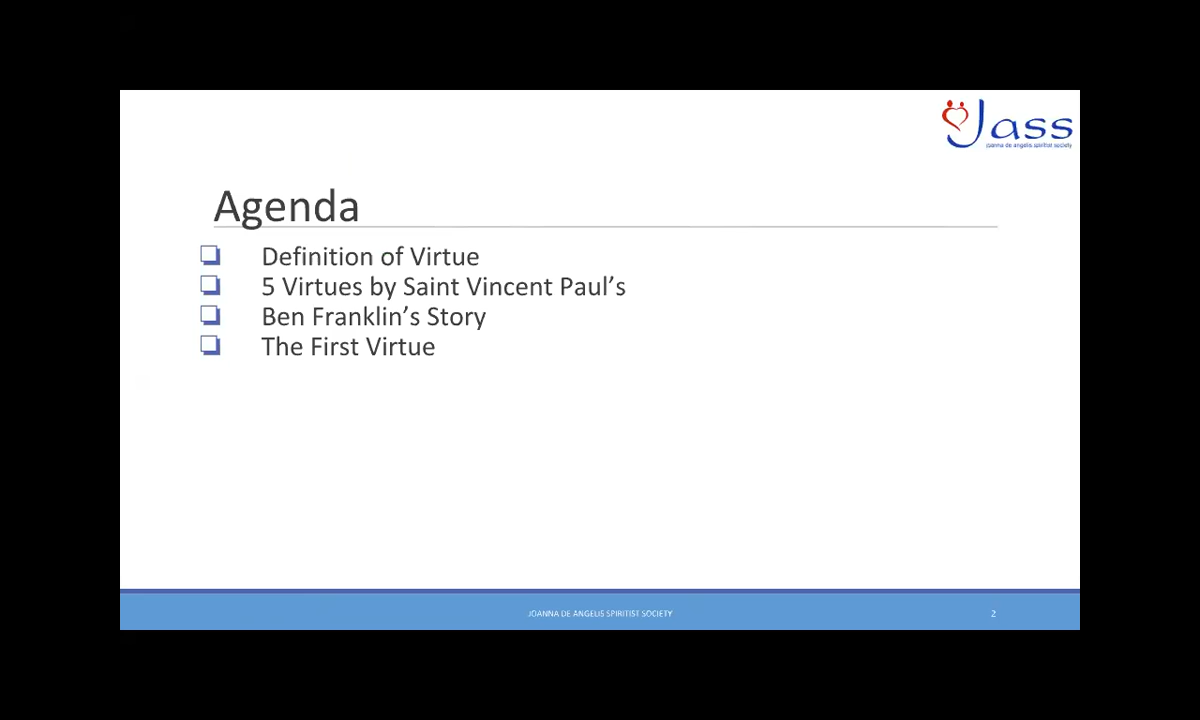 Jass
joanna de angelis spiritist society
Agenda
Definition of Virtue
5 Virtues by Saint Vincent Paul’s
Ben Franklin’s Story
The First Virtue
JOANNA DE ANGELIS SPIRITIST SOCIETY
2